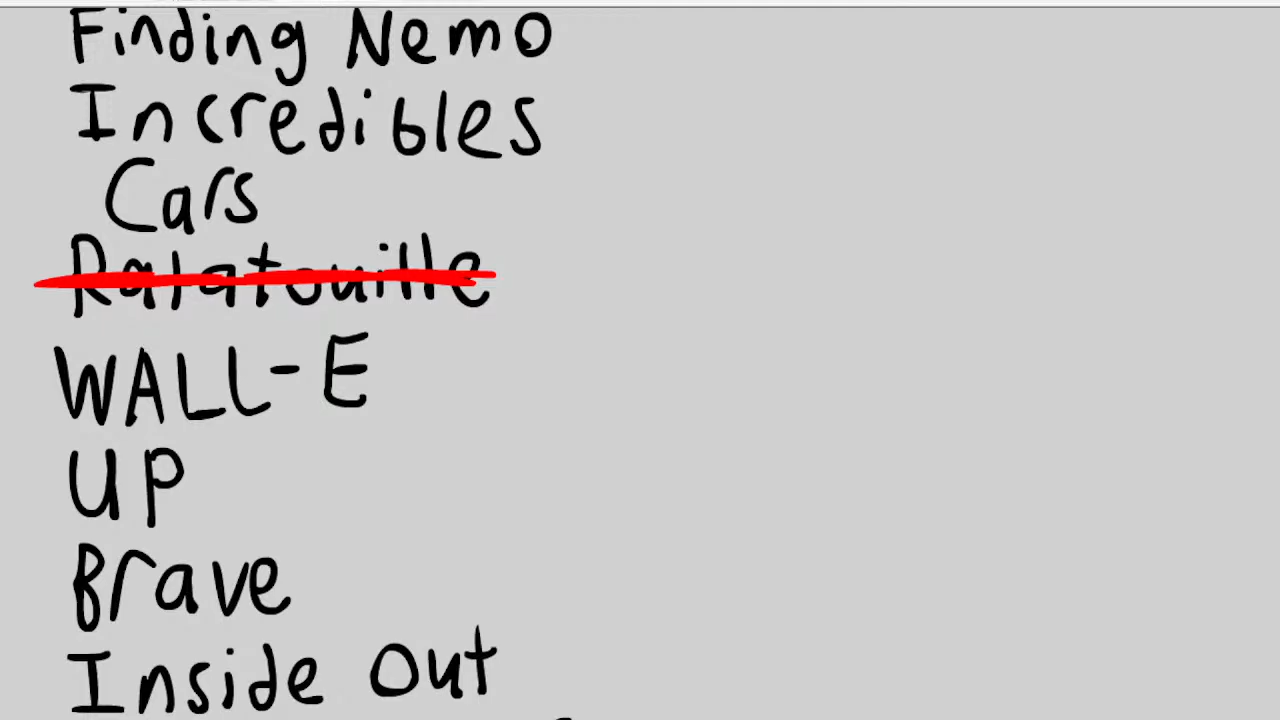 Finding Nemo
Incredibles
Cars
Ratatouille
WALL-E
UP
Brave
Inside Out